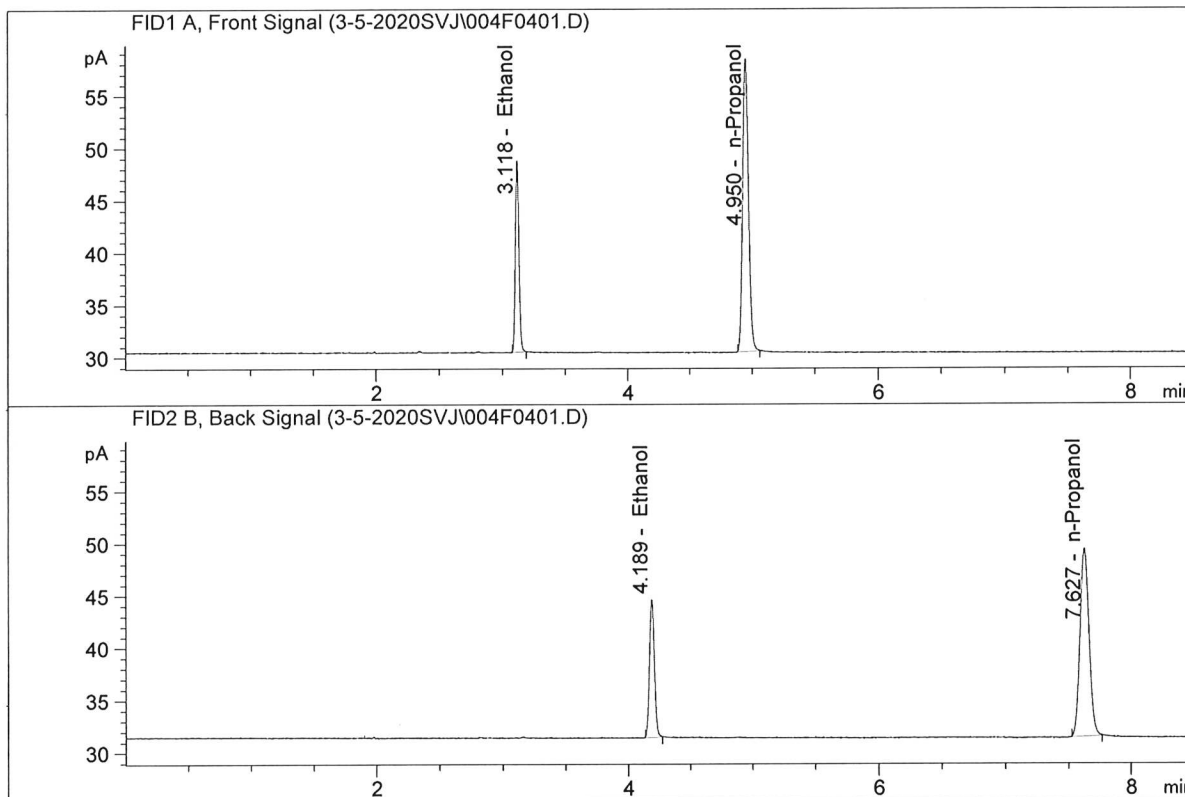 FID1 A, Front Signal (3-5-2020SVJ\004F0401.D)
pA
55
50
45
40
35
30
3.118 - Ethanol
4.950 - n-Propanol
2
4
6
8
min
FID2 B, Back Signal (3-5-2020SVJ\004F0401.D)
pA
55
50
45
40
35
30
4.189 - Ethanol
7.627 - n-Propanol
2
4
6
8